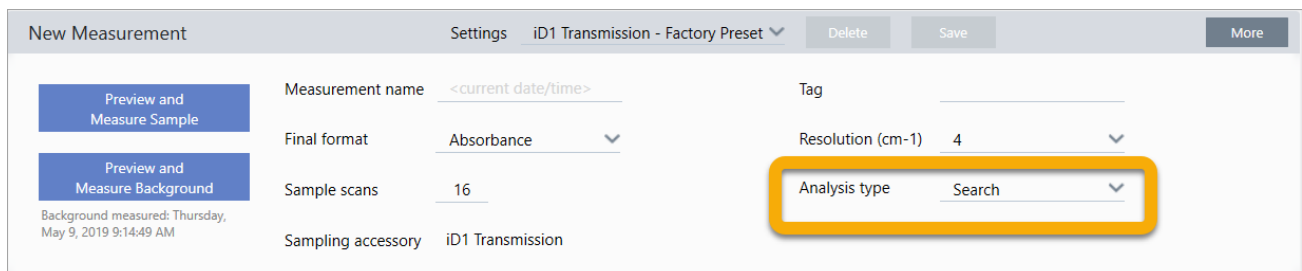 New Measurement Settings iD1 Transmission - Factory Preset Delete Save More
Preview and
Measure Sample
Preview and
Measure Background
Background measured: Thursday,
May 9, 2019 9:14:49 AM
Measurement name <current date/time>
Final format Absorbance
Sample scans 16
Sampling accessory iD1 Transmission
Tag
Resolution (cm-1) 4
Analysis type Search